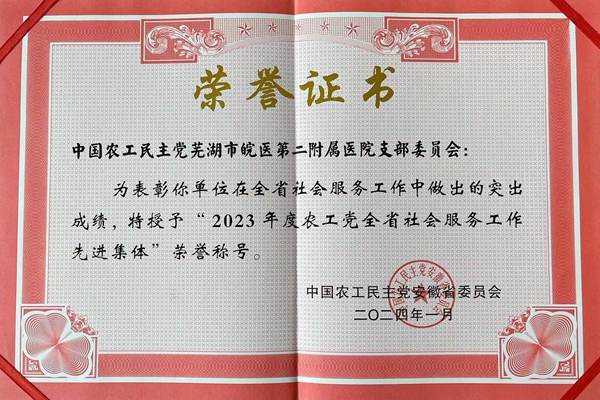 荣誉证书
中国农工民主党芜湖市皖医第二附属医院支部委员会：
为表彰你单位在全省社会服务工作中做出的突出
成绩，特授予“2023年度农工党全省社会服务工作
先进集体”荣誉称号。
中国农工民主党安徽省委员会
二〇二四年一月